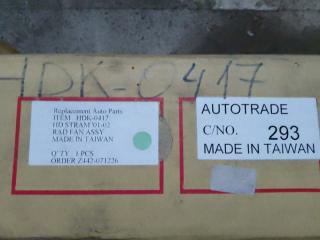 HDK-0417
Replacement Auto Parts
ITEM HDK-0417
HD STRAM '01-02
RAD FAN ASSY
MADE IN TAIWAN
Q'TY 1 PCS
ORDER Z442-071226
AUTOTRADE
C/NO. 293
MADE IN TAIWAN